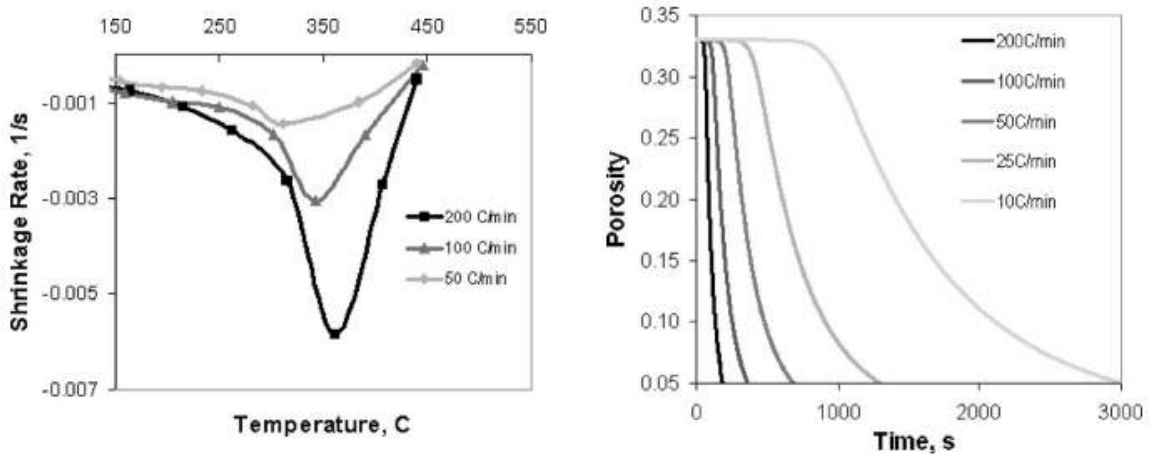 150 250 350 450 550
-0.001
-0.003
-0.005
-0.007
Shrinkage Rate, 1/s
200 C/min
100 C/min
50 C/min
Temperature, C
0.35
0.30
0.25
0.20
0.15
0.10
0.05
Porosity
200C/min
100C/min
50C/min
25C/min
10C/min
0 1000 2000 3000
Time, s